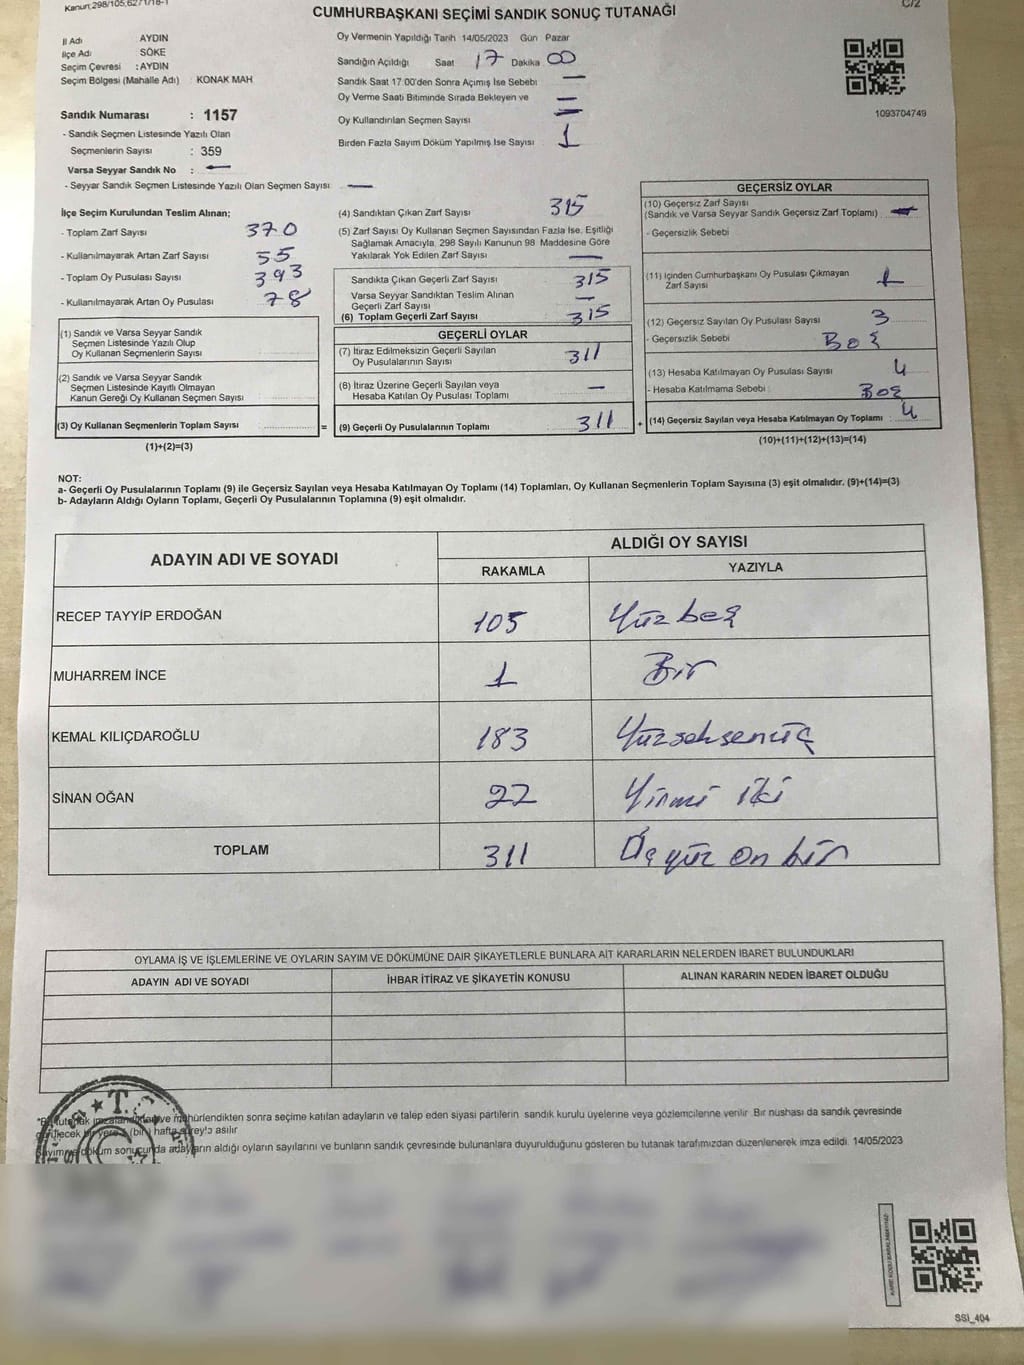 Kanun:298/105,627/18-1
C/2
CUMHURBAŞKANI SEÇİMİ SANDIK SONUÇ TUTANAĞI
İl Adı AYDIN
İlçe Adı SÖKE
Seçim Çevresi : AYDIN
Seçim Bölgesi (Mahalle Adı) : KONAK MAH
Sandık Numarası : 1157
- Sandık Seçmen Listesinde Yazılı Olan
Seçmenlerin Sayısı : 359
Varsa Seyyar Sandık No : —
- Seyyar Sandık Seçmen Listesinde Yazılı Olan Seçmen Sayısı —
Oy Vermenin Yapıldığı Tarih 14/05/2023 Gün Pazar
Sandığın Açıldığı Saat 17 Dakika 00
Sandık Saat 17:00'den Sonra Açılmış İse Sebebi —
Oy Verme Saati Bitiminde Sırada Bekleyen ve —
Oy Kullandırılan Seçmen Sayısı —
Birden Fazla Sayım Döküm Yapılmış İse Sayısı 1
1093704749
İlçe Seçim Kurulundan Teslim Alınan;
- Toplam Zarf Sayısı 370
- Kullanılmayarak Artan Zarf Sayısı 55
- Toplam Oy Pusulası Sayısı 393
- Kullanılmayarak Artan Oy Pusulası 78
(1) Sandık ve Varsa Seyyar Sandık
Seçmen Listesinde Yazılı Olup
Oy Kullanan Seçmenlerin Sayısı
(2) Sandık ve Varsa Seyyar Sandık
Seçmen Listesinde Kayıtlı Olmayan
Kanun Gereği Oy Kullanan Seçmen Sayısı
(3) Oy Kullanan Seçmenlerin Toplam Sayısı =
(1)+(2)=(3)
(4) Sandıktan Çıkan Zarf Sayısı 315
(5) Zarf Sayısı Oy Kullanan Seçmen Sayısından Fazla İse, Eşitliği
Sağlamak Amacıyla, 298 Sayılı Kanunun 98 Maddesine Göre
Yakılarak Yok Edilen Zarf Sayısı —
Sandıkta Çıkan Geçerli Zarf Sayısı 315
Varsa Seyyar Sandıktan Teslim Alınan
Geçerli Zarf Sayısı —
(6) Toplam Geçerli Zarf Sayısı 315
GEÇERLİ OYLAR
(7) İtiraz Edilmeksizin Geçerli Sayılan
Oy Pusulalarının Sayısı 311
(8) İtiraz Üzerine Geçerli Sayılan veya
Hesaba Katılan Oy Pusulası Toplamı —
(9) Geçerli Oy Pusulalarının Toplamı 311 +
GEÇERSİZ OYLAR
(10) Geçersiz Zarf Sayısı
(Sandık ve Varsa Seyyar Sandık Geçersiz Zarf Toplamı) —
- Geçersizlik Sebebi
(11) İçinden Cumhurbaşkanı Oy Pusulası Çıkmayan
Zarf Sayısı 1
(12) Geçersiz Sayılan Oy Pusulası Sayısı 3
- Geçersizlik Sebebi BOŞ
(13) Hesaba Katılmayan Oy Pusulası Sayısı 4
- Hesaba Katılmama Sebebi BOŞ
(14) Geçersiz Sayılan veya Hesaba Katılmayan Oy Toplamı 4
(10)+(11)+(12)+(13)=(14)
NOT:
a- Geçerli Oy Pusulalarının Toplamı (9) ile Geçersiz Sayılan veya Hesaba Katılmayan Oy Toplamı (14) Toplamları, Oy Kullanan Seçmenlerin Toplam Sayısına (3) eşit olmalıdır. (9)+(14)=(3)
b- Adayların Aldığı Oyların Toplamı, Geçerli Oy Pusulalarının Toplamına (9) eşit olmalıdır.
ADAYIN ADI VE SOYADI ALDIĞI OY SAYISI
RAKAMLA YAZIYLA
RECEP TAYYİP ERDOĞAN 105 Yüzbeş
MUHARREM İNCE 1 Bir
KEMAL KILIÇDAROĞLU 183 Yüzseksenüç
SİNAN OĞAN 22 Yirmi iki
TOPLAM 311 Üçyüz on bir
OYLAMA İŞ VE İŞLEMLERİNE VE OYLARIN SAYIM VE DÖKÜMÜNE DAİR ŞİKAYETLERLE BUNLARA AİT KARARLARIN NELERDEN İBARET BULUNDUKLARI
ADAYIN ADI VE SOYADI İHBAR İTİRAZ VE ŞİKAYETİN KONUSU ALINAN KARARIN NEDEN İBARET OLDUĞU
mühürlendikten sonra seçime katılan adayların ve talep eden siyasi partilerin sandık kurulu üyelerine veya gözlemcilerine verilir. Bir nushası da sandık çevresinde
(bir) hafta süreyle asılır
döküm sonucunda adayların aldığı oyların sayılarını ve bunların sandık çevresinde bulunanlara duyurulduğunu gösteren bu tutanak tarafımızdan düzenlenerek imza edildi. 14/05/2023
T.C.
SSİ_404